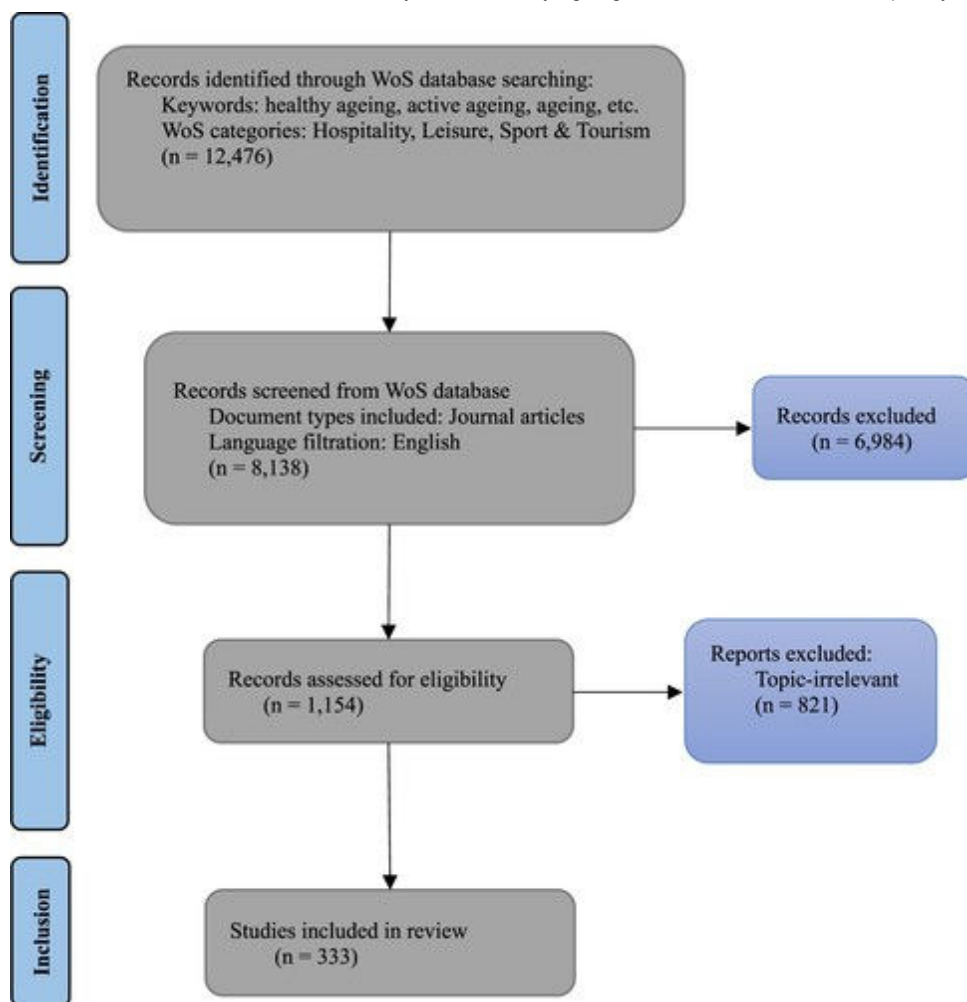 Identification
Records identified through WoS database searching:
Keywords: healthy ageing, active ageing, ageing, etc.
WoS categories: Hospitality, Leisure, Sport & Tourism
(n = 12,476)
Screening
Records screened from WoS database
Document types included: Journal articles
Language filtration: English
(n = 8,138)
Records excluded
(n = 6,984)
Eligibility
Records assessed for eligibility
(n = 1,154)
Reports excluded:
Topic-irrelevant
(n = 821)
Inclusion
Studies included in review
(n = 333)